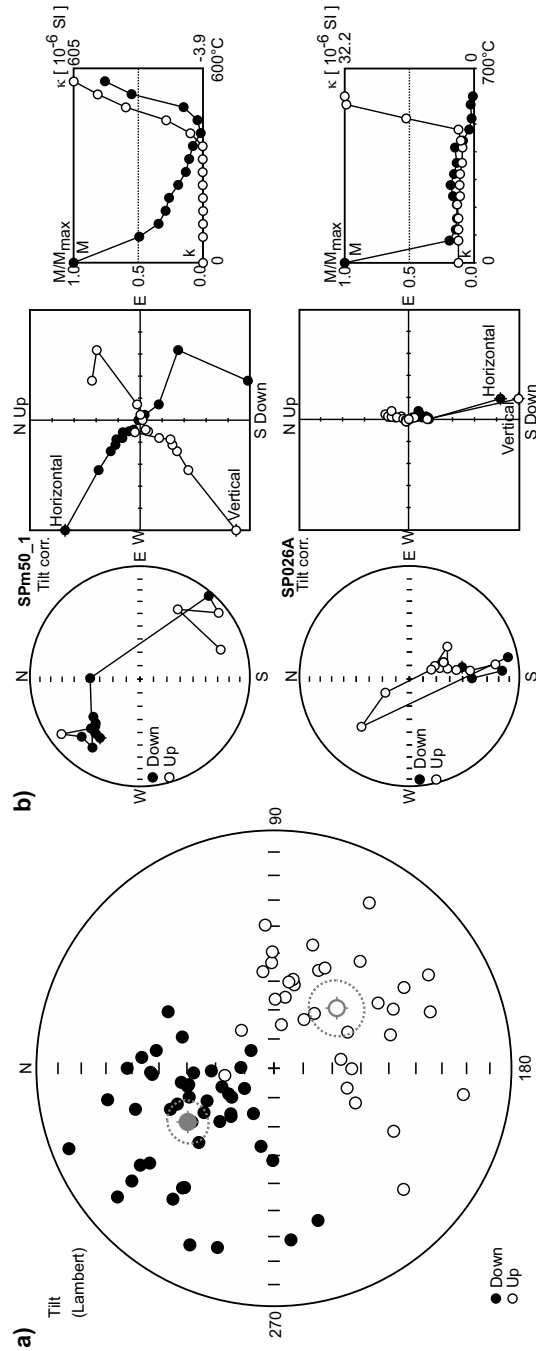 a)
Tilt
(Lambert)
N
90
180
270
Down
Up
b)
SPm50_1
Tilt corr.
N
W
S
Down
Up
N Up
E W
E
S Down
Horizontal
Vertical
M/Mmax
κ [ 10-6 SI]
1.0
605
M
0.5
k
0.0
-3.9
0
600°C
SP026A
Tilt corr.
N
W
S
Down
Up
N Up
E W
E
S Down
Horizontal
Vertical
M/Mmax
κ [ 10-6 SI]
1.0
32.2
M
0.5
k
0.0
0
0
700°C